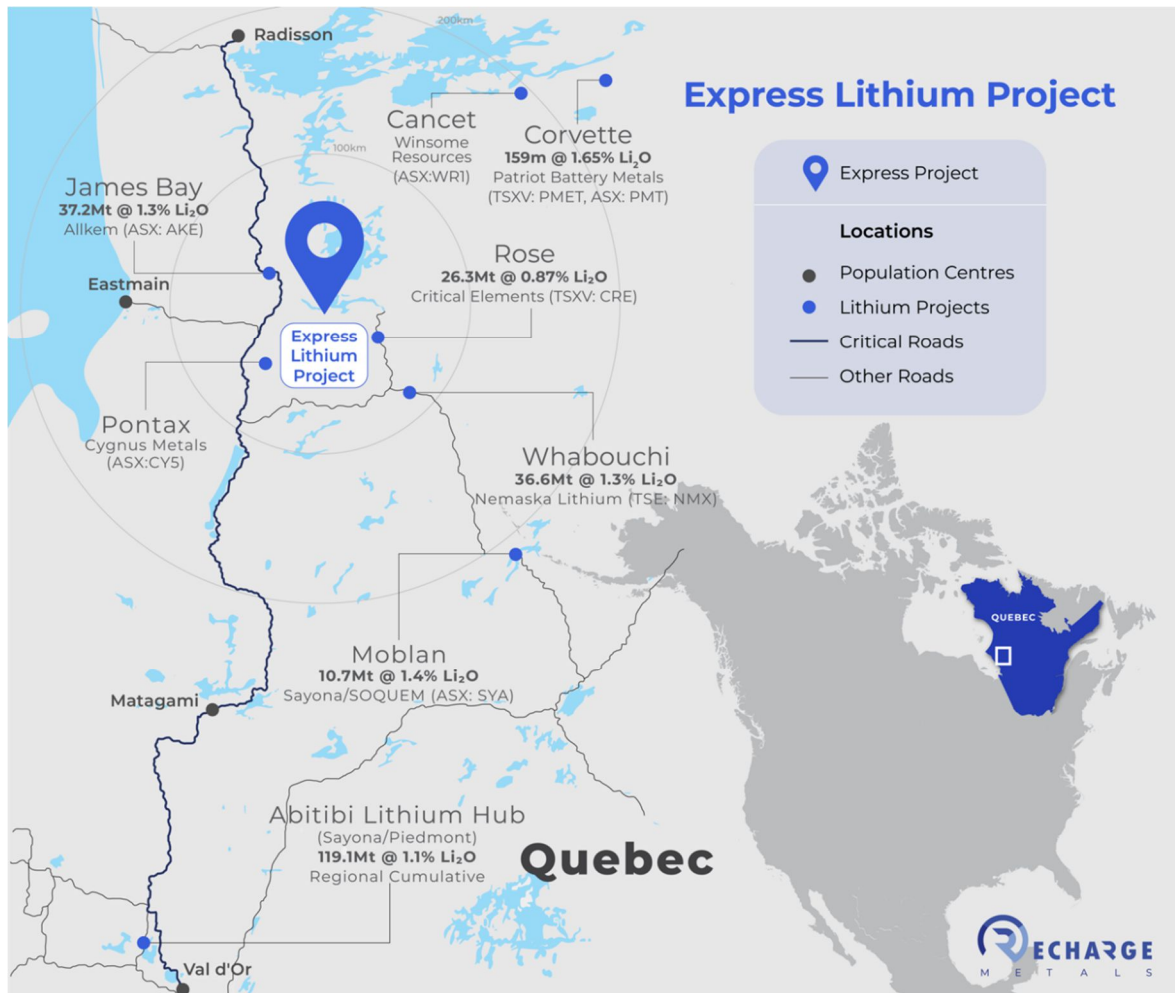 Radisson
200km
Express Lithium Project
Cancet
Winsome
Resources
(ASX:WR1)
Corvette
159m @ 1.65% Li₂O
Patriot Battery Metals
(TSXV: PMET, ASX: PMT)
100km
James Bay
37.2Mt @ 1.3% Li₂O
Allkem (ASX: AKE)
Eastmain
Rose
26.3Mt @ 0.87% Li₂O
Critical Elements (TSXV: CRE)
Express
Lithium
Project
Pontax
Cygnus Metals
(ASX:CY5)
Whabouchi
36.6Mt @ 1.3% Li₂O
Nemaska Lithium (TSE: NMX)
Express Project
Locations
Population Centres
Lithium Projects
Critical Roads
Other Roads
QUEBEC
Moblan
10.7Mt @ 1.4% Li₂O
Sayona/SOQUEM (ASX: SYA)
Matagami
Abitibi Lithium Hub
(Sayona/Piedmont)
119.1Mt @ 1.1% Li₂O
Regional Cumulative
Quebec
Val d'Or
RECHARGE
METALS